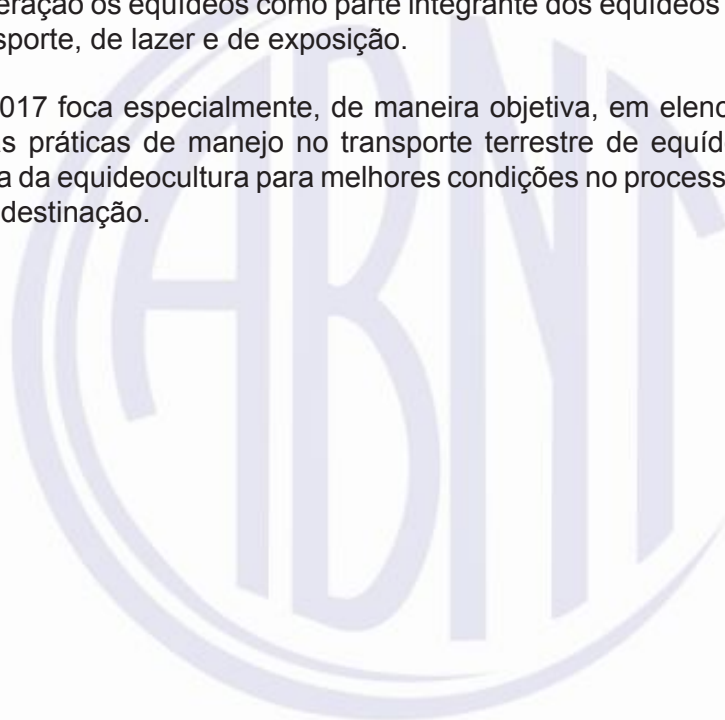 eração os equídeos como parte integrante dos equídeos
sporte, de lazer e de exposição.
017 foca especialmente, de maneira objetiva, em elenc
s práticas de manejo no transporte terrestre de equíd
a da equideocultura para melhores condições no process
destinação.
ABNT